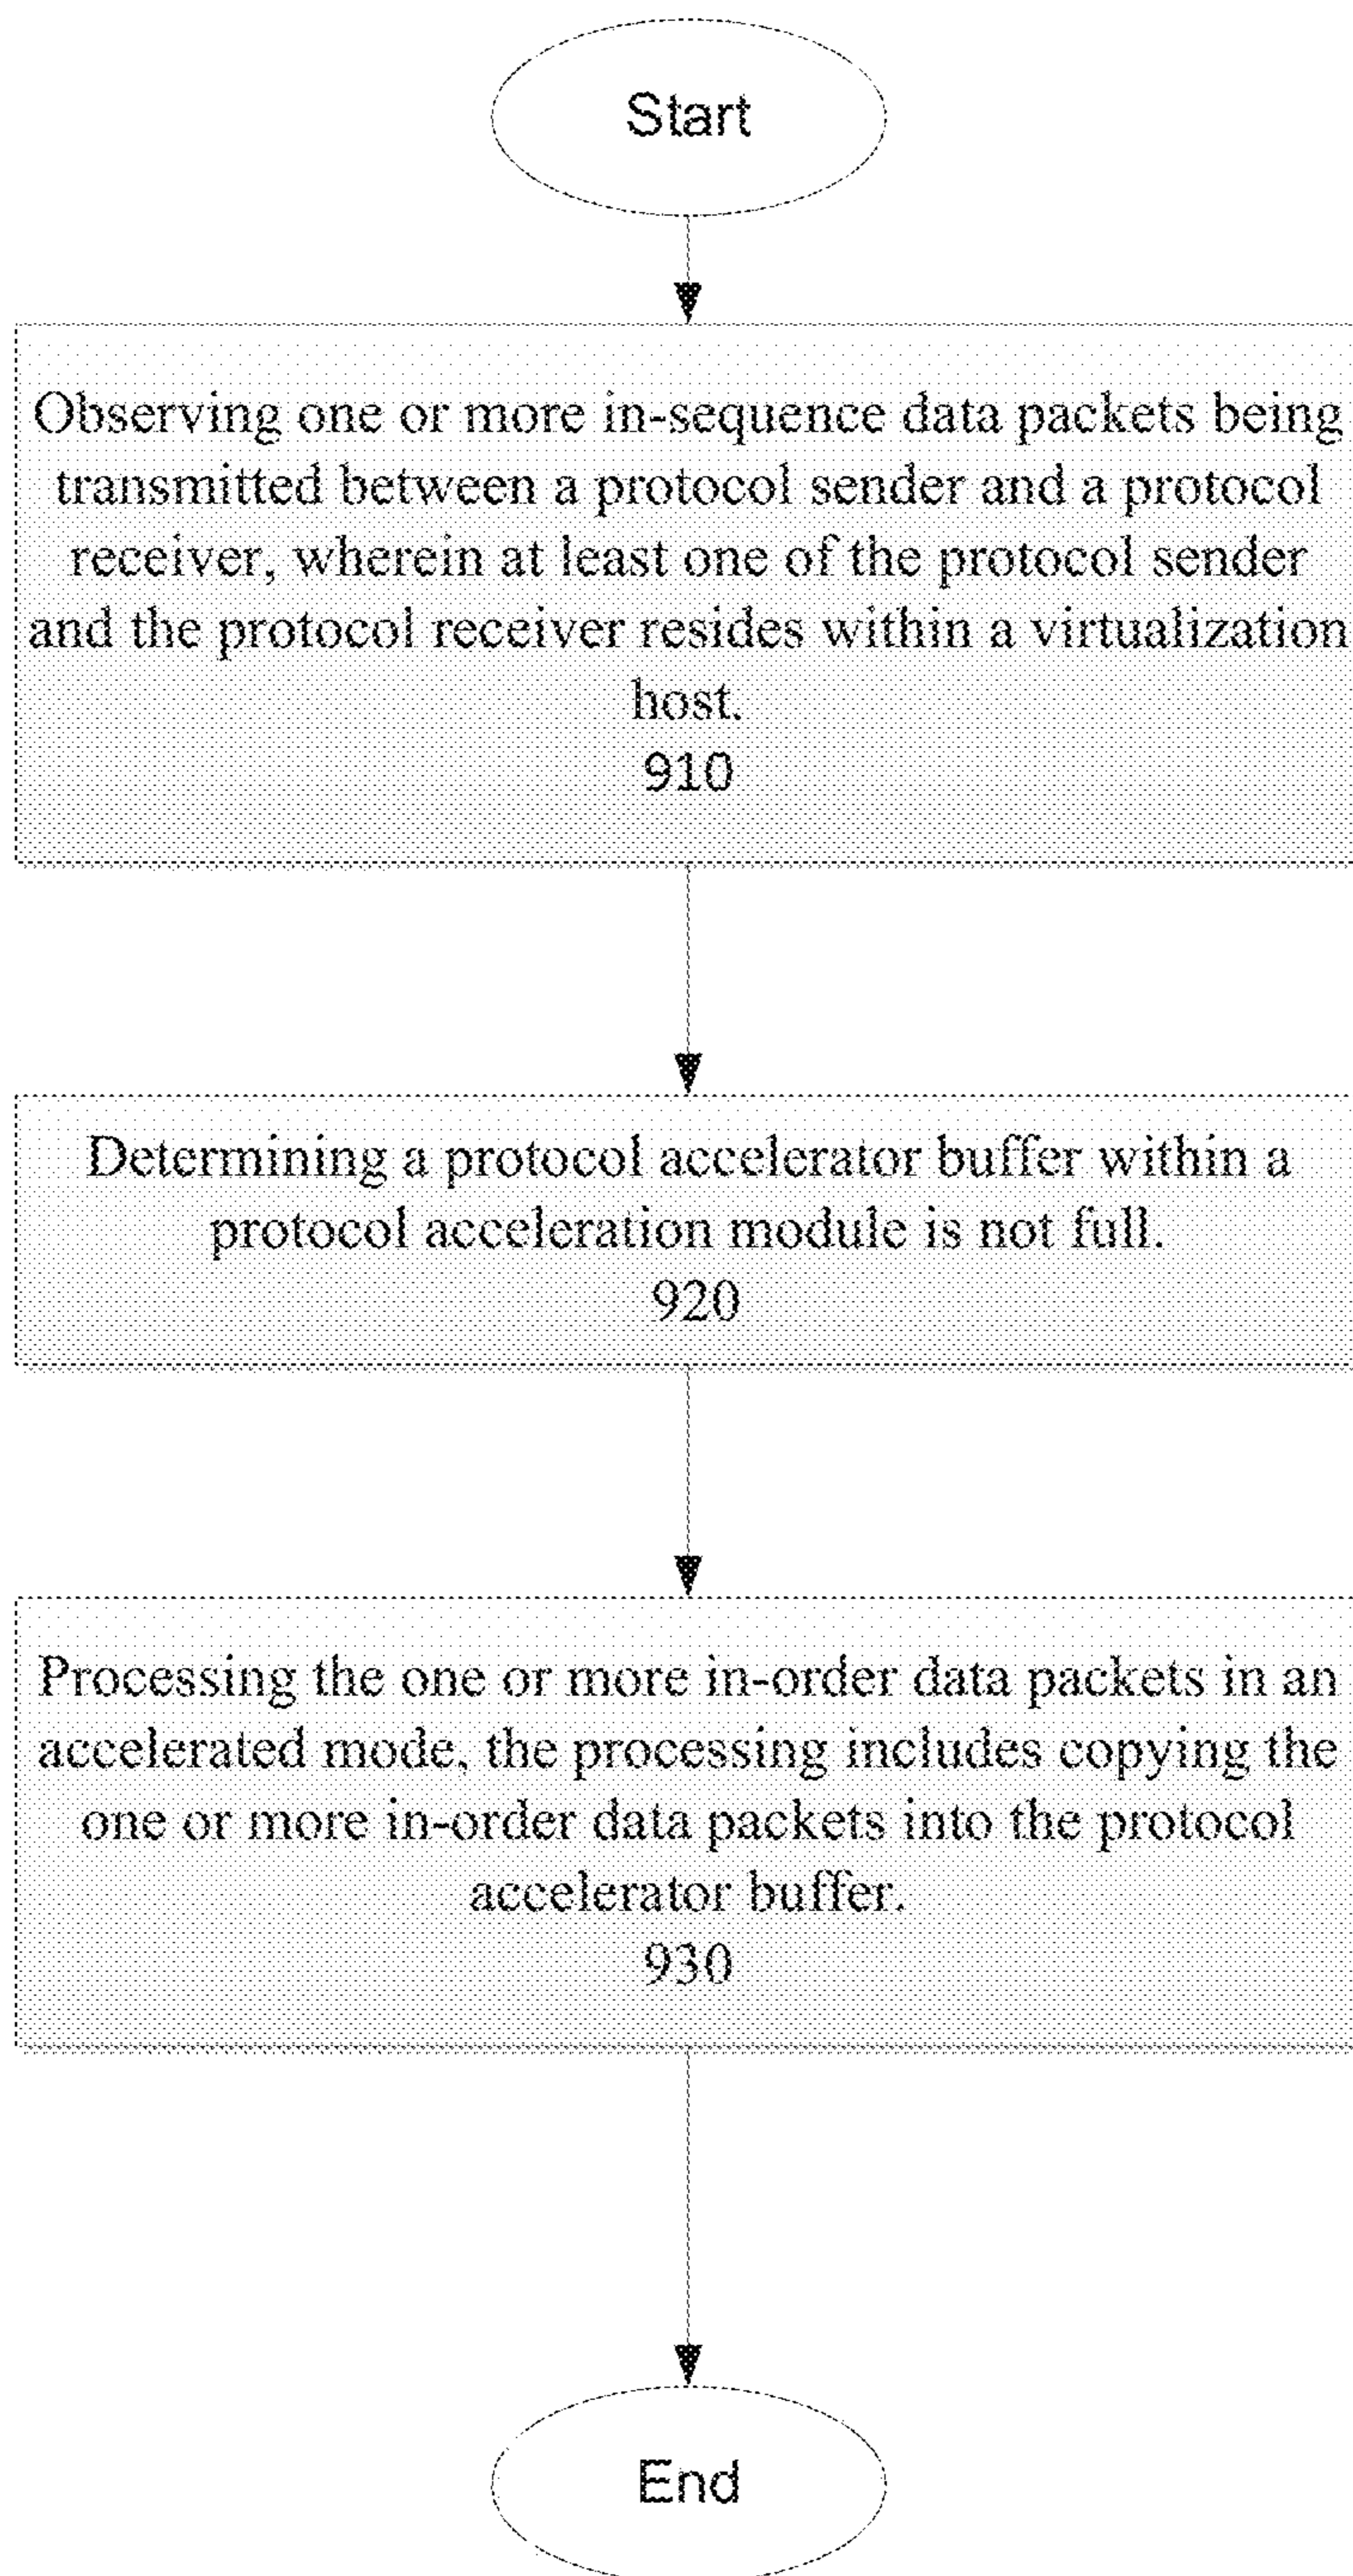 Start
Observing one or more in-sequence data packets being
transmitted between a protocol sender and a protocol
receiver, wherein at least one of the protocol sender
and the protocol receiver resides within a virtualization
host.
910
Determining a protocol accelerator buffer within a
protocol acceleration module is not full.
920
Processing the one or more in-order data packets in an
accelerated mode, the processing includes copying the
one or more in-order data packets into the protocol
accelerator buffer.
930
End